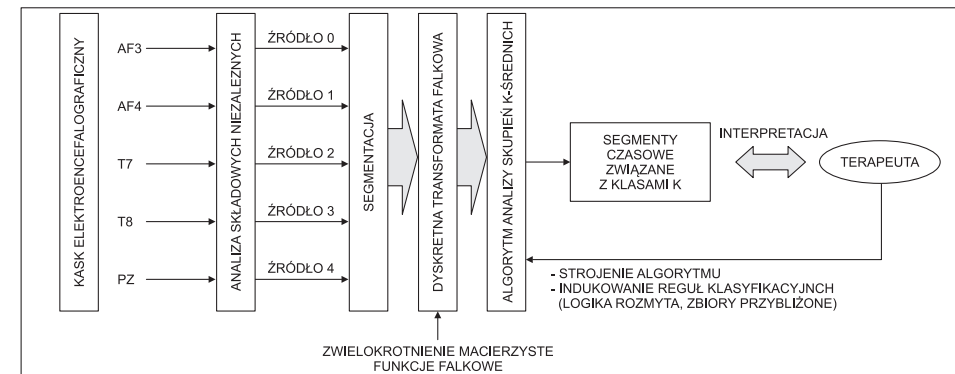 KASK ELEKTROENCEFALOGRAFICZNY
AF3
AF4
T7
T8
PZ
ANALIZA SKŁADOWYCH NIEZALEZNYCH
ŹRÓDŁO 0
ŹRÓDŁO 1
ŹRÓDŁO 2
ŹRÓDŁO 3
ŹRÓDŁO 4
SEGMENTACJA
DYSKRETNA TRANSFORMATA FALKOWA
ALGORYTM ANALIZY SKUPIEŃ K-ŚREDNICH
SEGMENTY
CZASOWE
ZWIĄZANE
Z KLASAMI K
INTERPRETACJA
TERAPEUTA
- STROJENIE ALGORYTMU
- INDUKOWANIE REGUŁ KLASYFIKACYJNCH
(LOGIKA ROZMYTA, ZBIORY PRZYBLIŻONE)
ZWIELOKROTNIENIE MACIERZYSTE
FUNKCJE FALKOWE